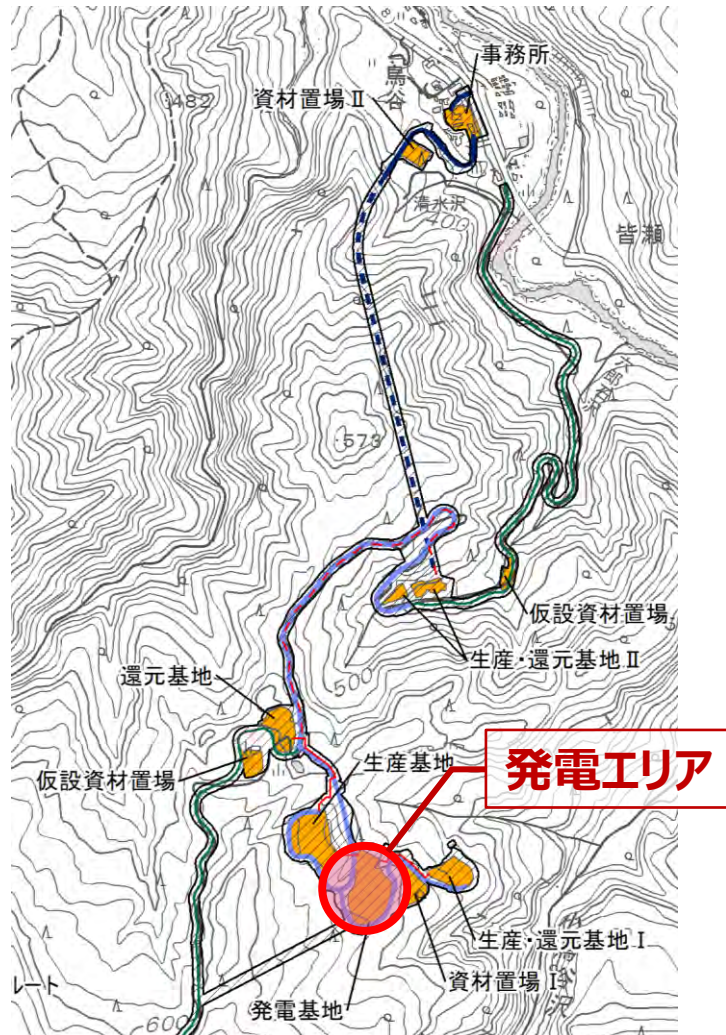 事務所
鳥谷
資材置場Ⅱ
482
清水沢
400
皆瀬
573
仮設資材置場
生産・還元基地Ⅱ
500
還元基地
生産基地
仮設資材置場
発電エリア
生産・還元基地Ⅰ
資材置場Ⅰ
発電基地
レート
600